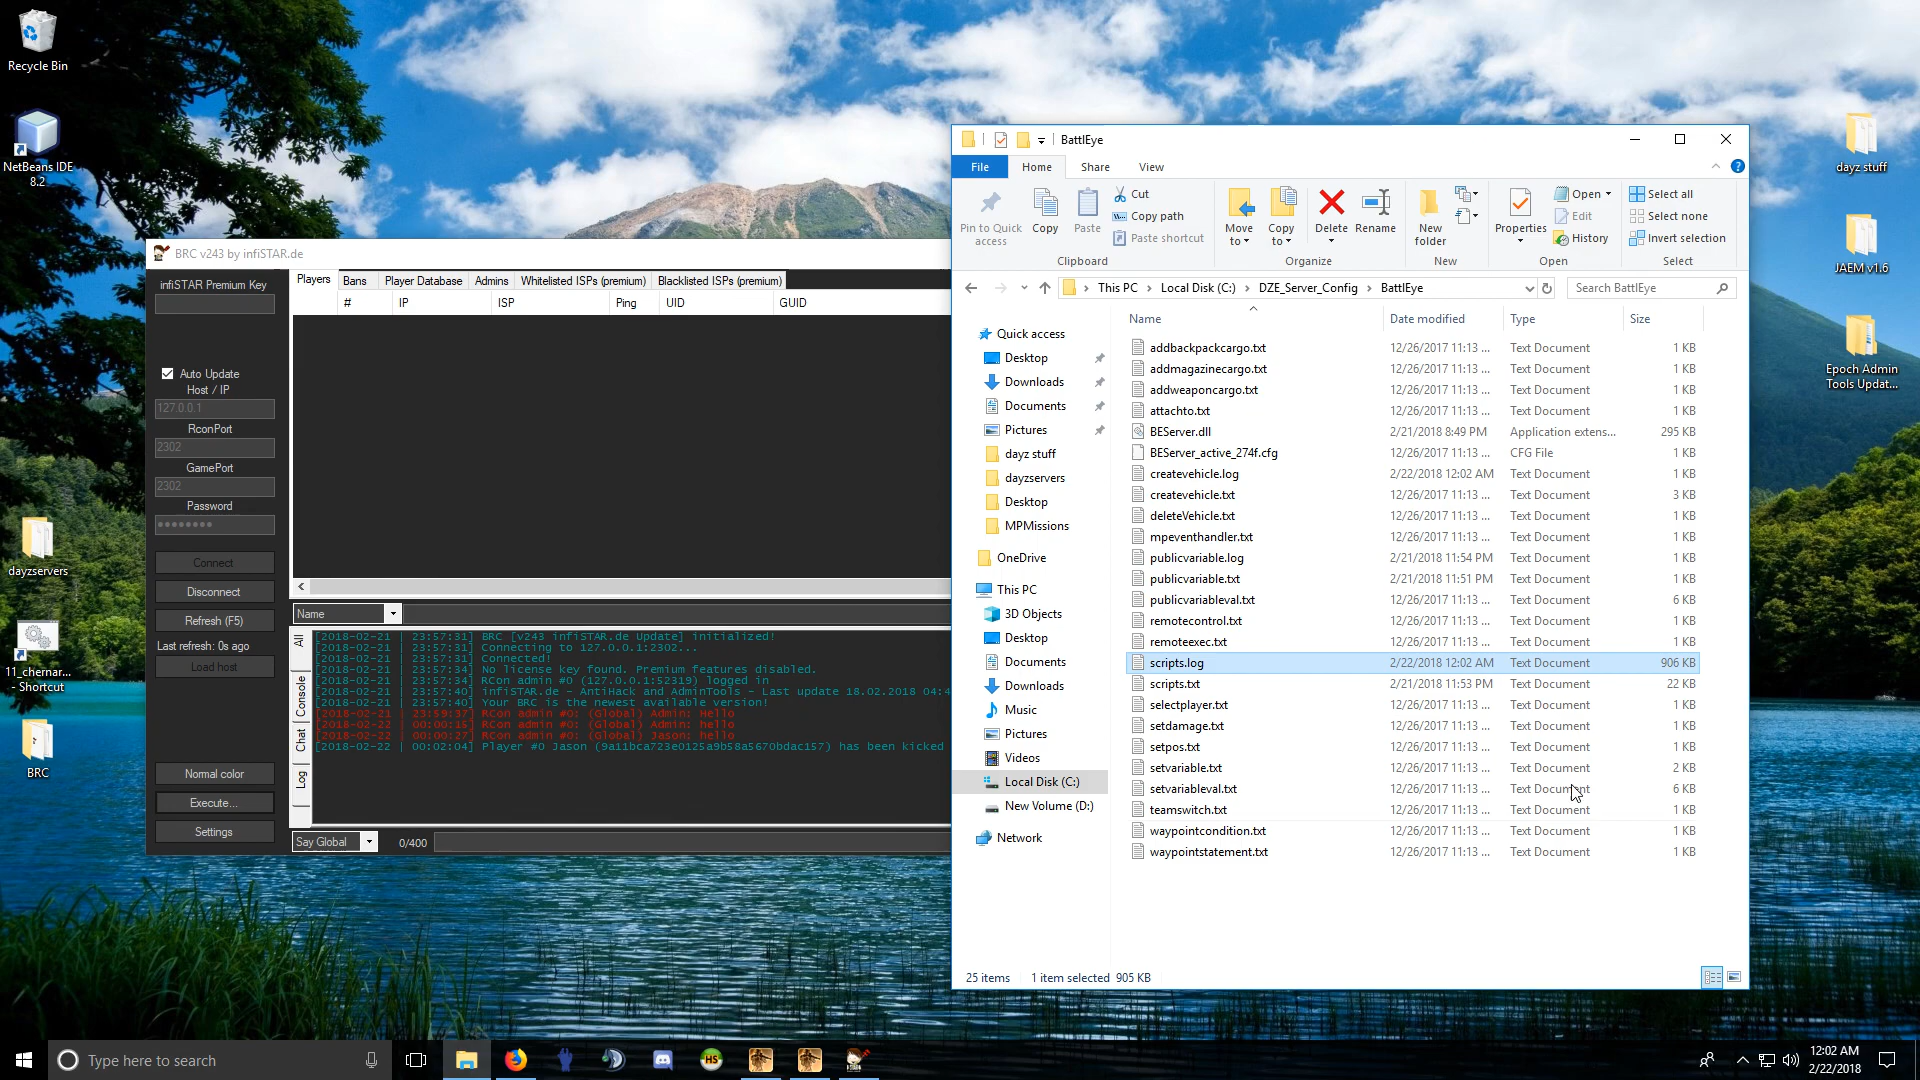 Recycle Bin
NetBeans IDE
8.2
dayzservers
11_chernar...
- Shortcut
BRC
dayz stuff
JAEM v1.6
Epoch Admin
Tools Updat...
BRC v243 by infiSTAR.de
infiSTAR Premium Key
Auto Update
Host / IP
127.0.0.1
RconPort
2302
GamePort
2302
Password
Connect
Disconnect
Refresh (F5)
Last refresh: 0s ago
Load host
Normal color
Execute...
Settings
Players Bans Player Database Admins Whitelisted ISPs (premium) Blacklisted ISPs (premium)
# IP ISP Ping UID GUID
Name
All
Console
Chat
Log
[2018-02-21 | 23:57:31] BRC [v243 infiSTAR.de Update] initialized!
[2018-02-21 | 23:57:31] Connecting to 127.0.0.1:2302...
[2018-02-21 | 23:57:31] Connected!
[2018-02-21 | 23:57:34] No license key found. Premium features disabled.
[2018-02-21 | 23:57:34] RCon admin #0 (127.0.0.1:52319) logged in
[2018-02-21 | 23:57:40] infiSTAR.de - AntiHack and AdminTools - Last update 18.02.2018 04:4
[2018-02-21 | 23:57:40] Your BRC is the newest available version!
[2018-02-21 | 23:59:37] RCon admin #0: (Global) Admin: Hello
[2018-02-22 | 00:00:15] RCon admin #0: (Global) Admin: hello
[2018-02-22 | 00:00:27] RCon admin #0: (Global) Jason: hello
[2018-02-22 | 00:02:04] Player #0 Jason (9a11bca723e0125a9b58a5670bdac157) has been kicked
Say Global 0/400
BattlEye
File Home Share View
Pin to Quick
access
Copy
Paste
Cut
Copy path
Paste shortcut
Clipboard
Move
to
Copy
to
Delete
Rename
Organize
New
folder
New
Properties
Open
Edit
History
Open
Select all
Select none
Invert selection
Select
This PC Local Disk (C:) DZE_Server_Config BattlEye
Search BattlEye
Quick access
Desktop
Downloads
Documents
Pictures
dayz stuff
dayzservers
Desktop
MPMissions
OneDrive
This PC
3D Objects
Desktop
Documents
Downloads
Music
Pictures
Videos
Local Disk (C:)
New Volume (D:)
Network
Name Date modified Type Size
addbackpackcargo.txt 12/26/2017 11:13 ... Text Document 1 KB
addmagazinecargo.txt 12/26/2017 11:13 ... Text Document 1 KB
addweaponcargo.txt 12/26/2017 11:13 ... Text Document 1 KB
attachto.txt 12/26/2017 11:13 ... Text Document 1 KB
BEServer.dll 2/21/2018 8:49 PM Application extens... 295 KB
BEServer_active_274f.cfg 12/26/2017 11:13 ... CFG File 1 KB
createvehicle.log 2/22/2018 12:02 AM Text Document 1 KB
createvehicle.txt 12/26/2017 11:13 ... Text Document 3 KB
deleteVehicle.txt 12/26/2017 11:13 ... Text Document 1 KB
mpeventhandler.txt 12/26/2017 11:13 ... Text Document 1 KB
publicvariable.log 2/21/2018 11:54 PM Text Document 1 KB
publicvariable.txt 2/21/2018 11:51 PM Text Document 1 KB
publicvariableval.txt 12/26/2017 11:13 ... Text Document 6 KB
remotecontrol.txt 12/26/2017 11:13 ... Text Document 1 KB
remoteexec.txt 12/26/2017 11:13 ... Text Document 1 KB
scripts.log 2/22/2018 12:02 AM Text Document 906 KB
scripts.txt 2/21/2018 11:53 PM Text Document 22 KB
selectplayer.txt 12/26/2017 11:13 ... Text Document 1 KB
setdamage.txt 12/26/2017 11:13 ... Text Document 1 KB
setpos.txt 12/26/2017 11:13 ... Text Document 1 KB
setvariable.txt 12/26/2017 11:13 ... Text Document 2 KB
setvariableval.txt 12/26/2017 11:13 ... Text Document 6 KB
teamswitch.txt 12/26/2017 11:13 ... Text Document 1 KB
waypointcondition.txt 12/26/2017 11:13 ... Text Document 1 KB
waypointstatement.txt 12/26/2017 11:13 ... Text Document 1 KB
25 items 1 item selected 905 KB
Type here to search
HS
12:02 AM
2/22/2018